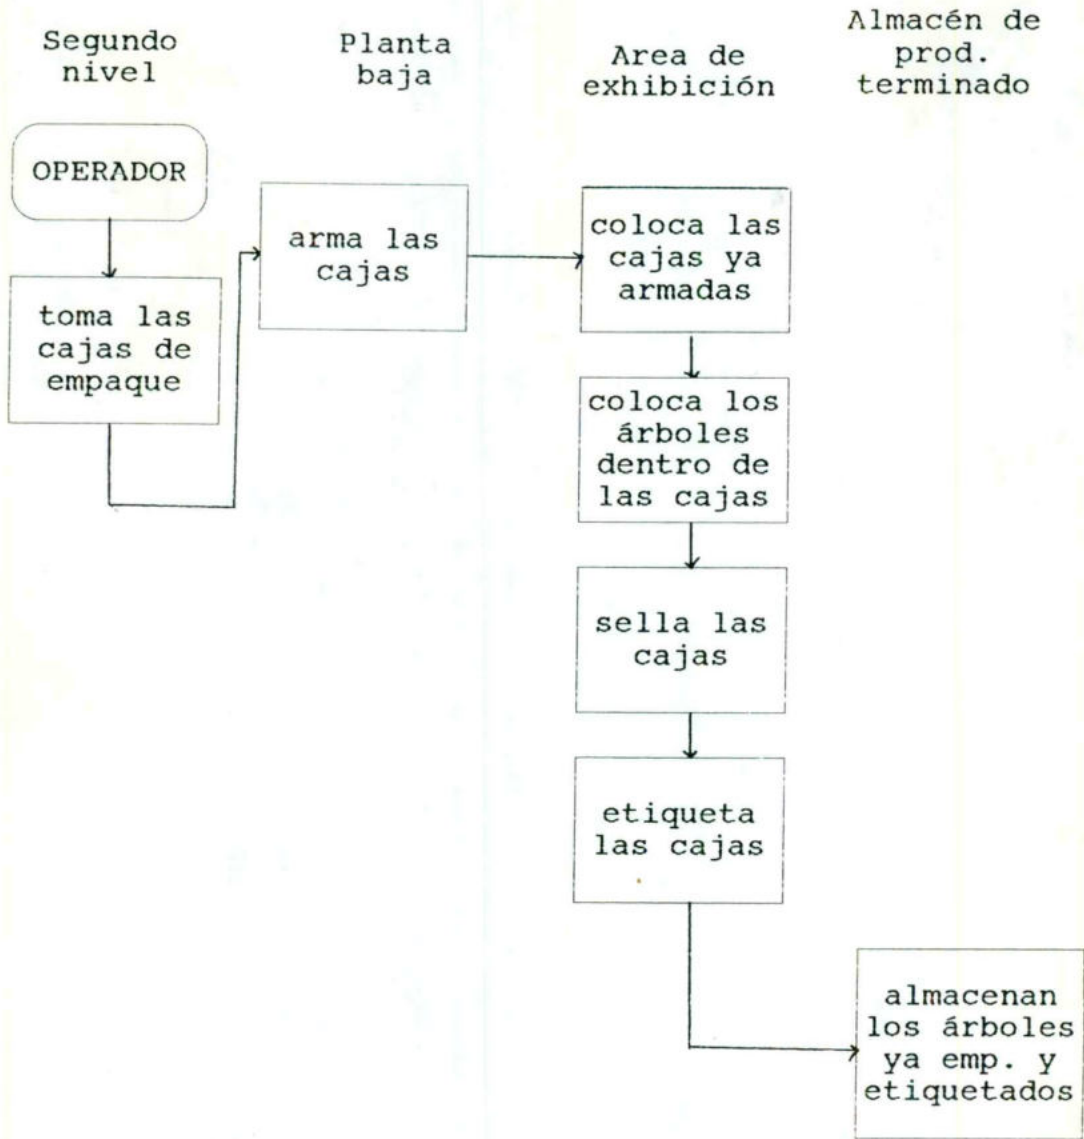 Segundo
nivel
Planta
baja
Area de
exhibición
Almacén de
prod.
terminado
OPERADOR
toma las
cajas de
empaque
arma las
cajas
coloca las
cajas ya
armadas
coloca los
árboles
dentro de
las cajas
sella las
cajas
etiqueta
las cajas
almacenan
los árboles
ya emp. y
etiquetados